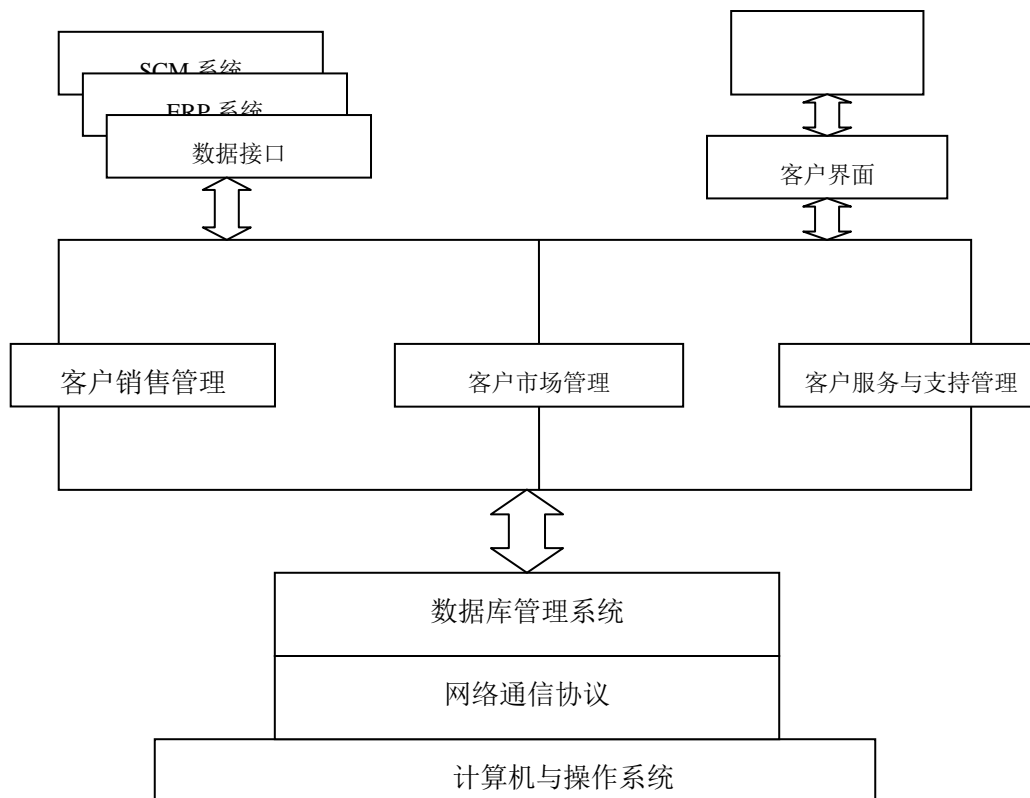 SCM 系统
ERP 系统
数据接口
客户界面
客户销售管理
客户市场管理
客户服务与支持管理
数据库管理系统
网络通信协议
计算机与操作系统